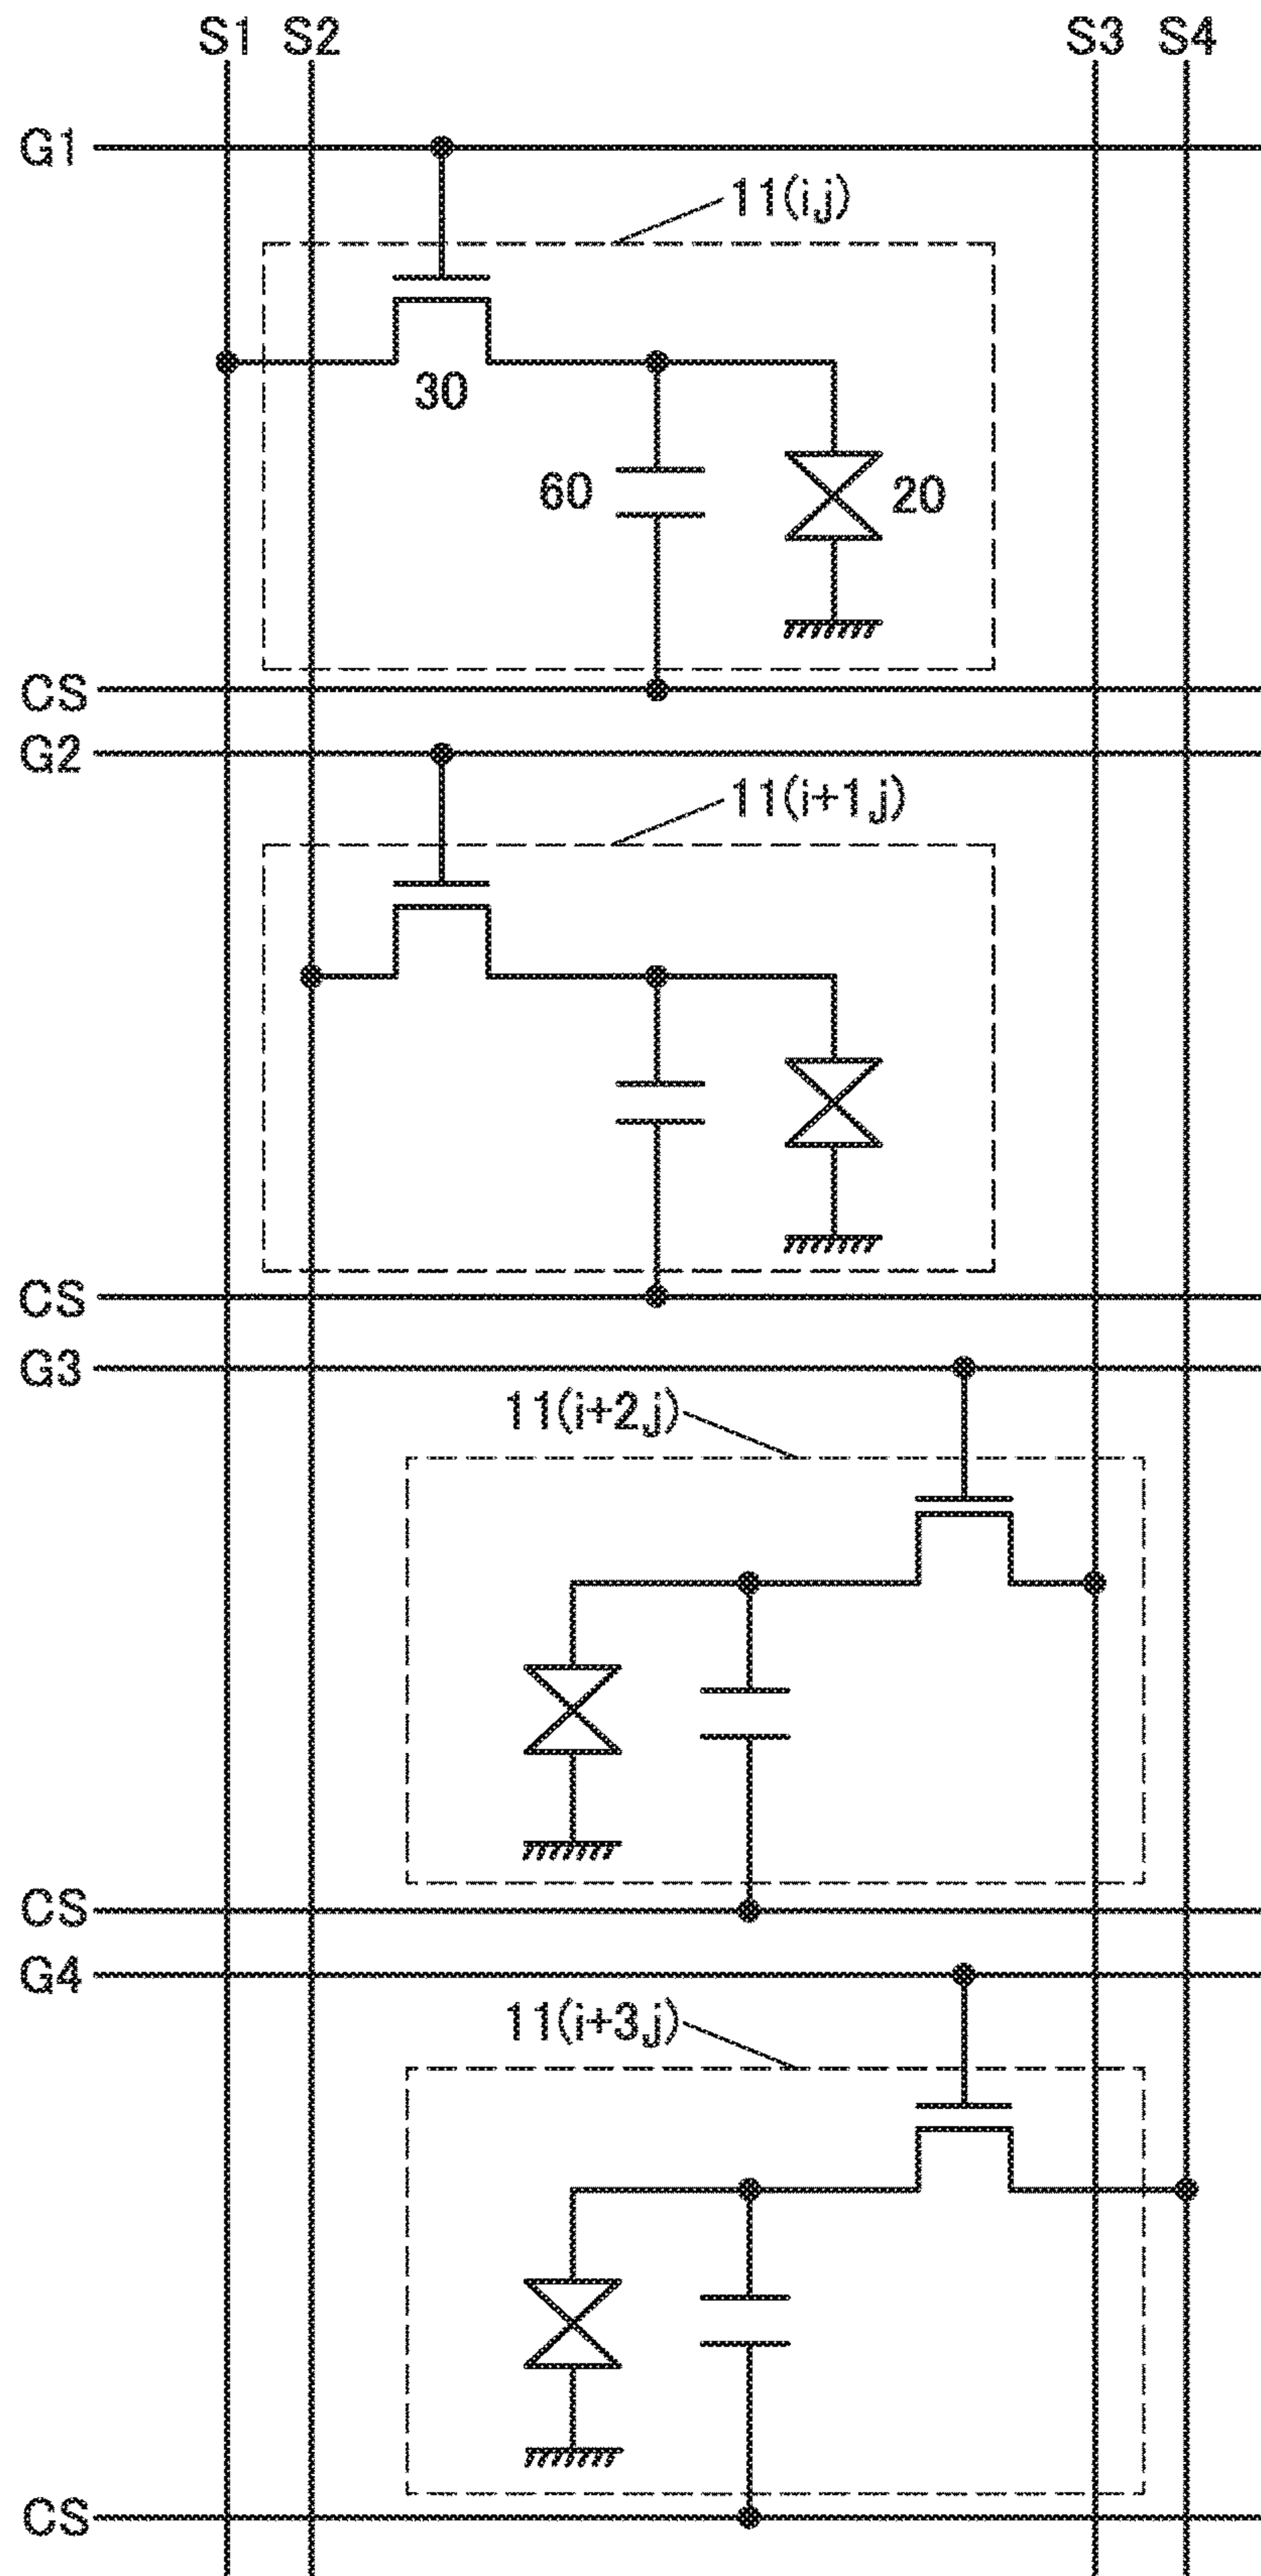 S1 S2 S3 S4
G1
11(i,j)
30
60 20
CS
G2
11(i+1,j)
CS
G3
11(i+2,j)
CS
G4
11(i+3,j)
CS